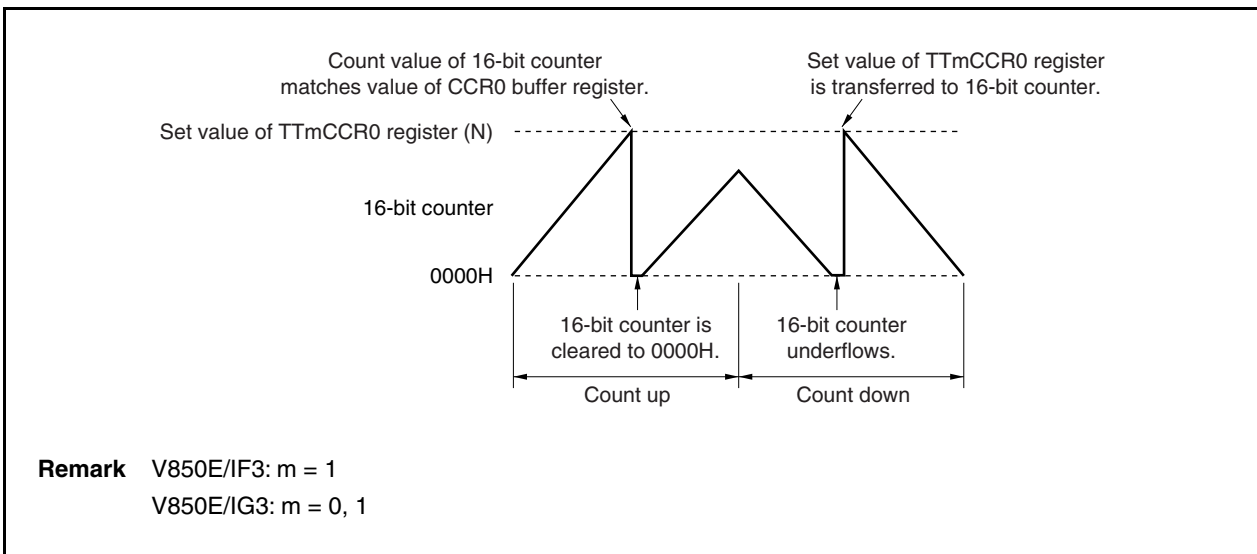 Count value of 16-bit counter
matches value of CCR0 buffer register.
Set value of TTmCCR0 register
is transferred to 16-bit counter.
Set value of TTmCCR0 register (N)
16-bit counter
0000H
16-bit counter is
cleared to 0000H.
16-bit counter
underflows.
Count up
Count down
Remark V850E/IF3: m = 1
V850E/IG3: m = 0, 1